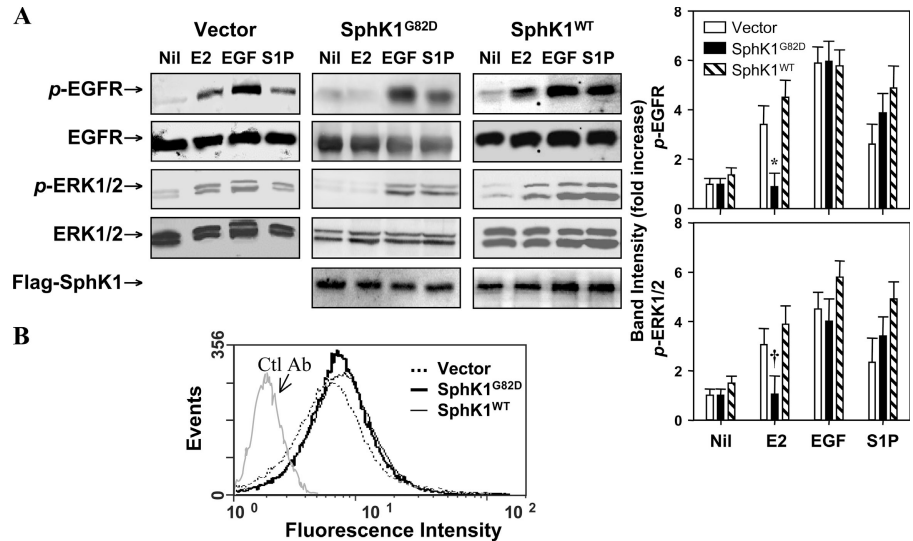 A
Vector
SphK1G82D
SphK1WT
Nil E2 EGF S1P
Nil E2 EGF S1P
Nil E2 EGF S1P
p-EGFR→
EGFR→
p-ERK1/2→
ERK1/2→
Flag-SphK1→
Vector
SphK1G82D
SphK1WT
8
6
4
2
0
*
Band Intensity (fold increase)
p-EGFR
8
6
4
2
0
†
p-ERK1/2
Nil E2 EGF S1P
B
356
0
Events
Ctl Ab
Vector
SphK1G82D
SphK1WT
10 0
10 1
10 2
Fluorescence Intensity